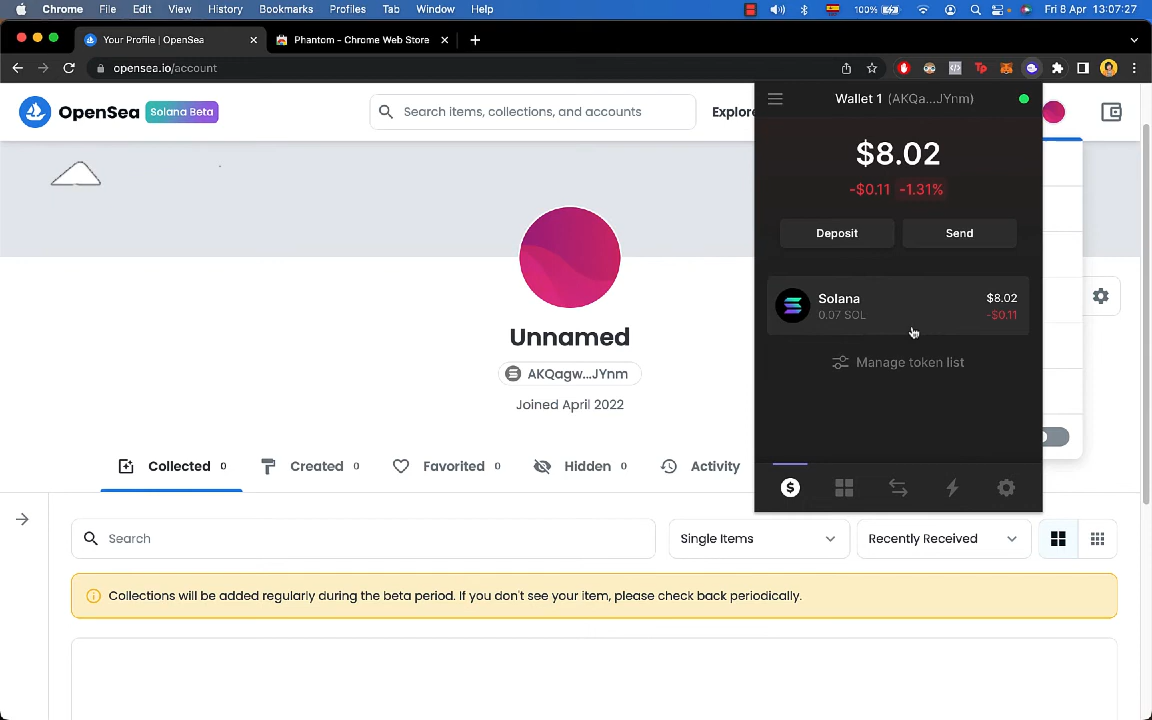 Chrome File Edit View History Bookmarks Profiles Tab Window Help 100% Fri 8 Apr 13:07:27
Your Profile | OpenSea
Phantom - Chrome Web Store
opensea.io/account
OpenSea Solana Beta
Search items, collections, and accounts
Explore
Wallet 1 (AKQa...JYnm)
$8.02
-$0.11 -1.31%
Deposit Send
Solana $8.02
0.07 SOL -$0.11
Manage token list
Unnamed
AKQagw...JYnm
Joined April 2022
Collected 0 Created 0 Favorited 0 Hidden 0 Activity
Search
Single Items
Recently Received
Collections will be added regularly during the beta period. If you don't see your item, please check back periodically.